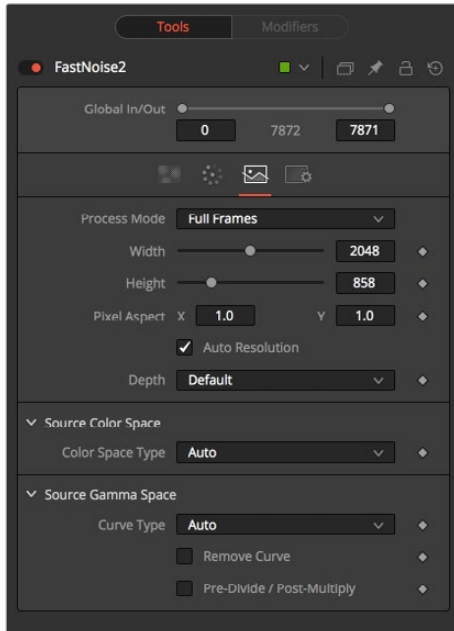 Tools Modifiers
FastNoise2
Global In/Out
0 7872 7871
Process Mode Full Frames
Width 2048
Height 858
Pixel Aspect X 1.0 Y 1.0
Auto Resolution
Depth Default
Source Color Space
Color Space Type Auto
Source Gamma Space
Curve Type Auto
Remove Curve
Pre-Divide / Post-Multiply